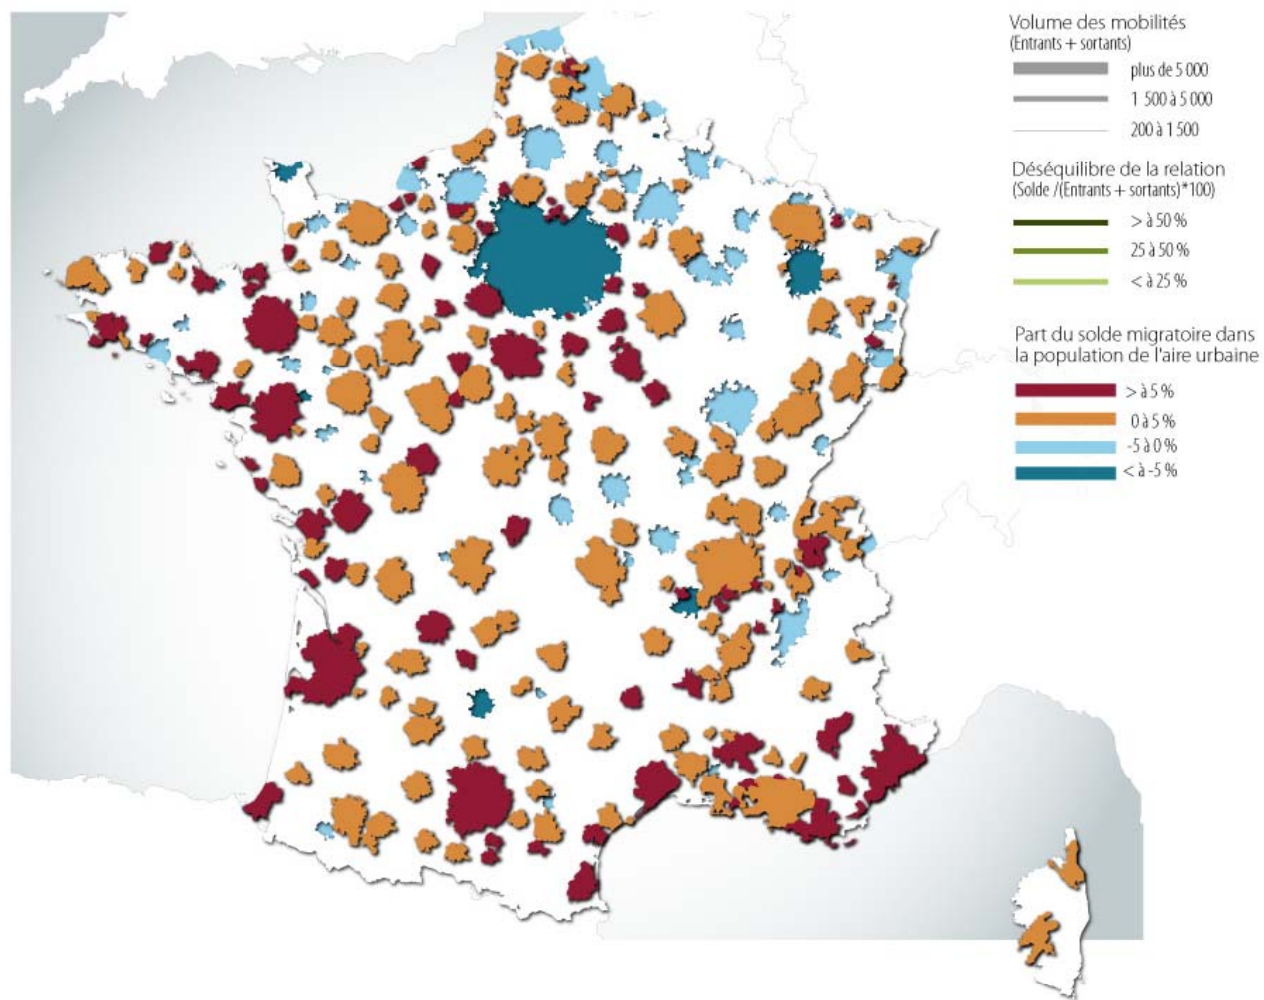 Volume des mobilités
(Entrants + sortants)
plus de 5 000
1 500 à 5 000
200 à 1 500
Déséquilibre de la relation
(Solde /(Entrants + sortants)*100)
> à 50 %
25 à 50 %
< à 25 %
Part du solde migratoire dans
la population de l'aire urbaine
> à 5 %
0 à 5 %
-5 à 0 %
< à -5 %